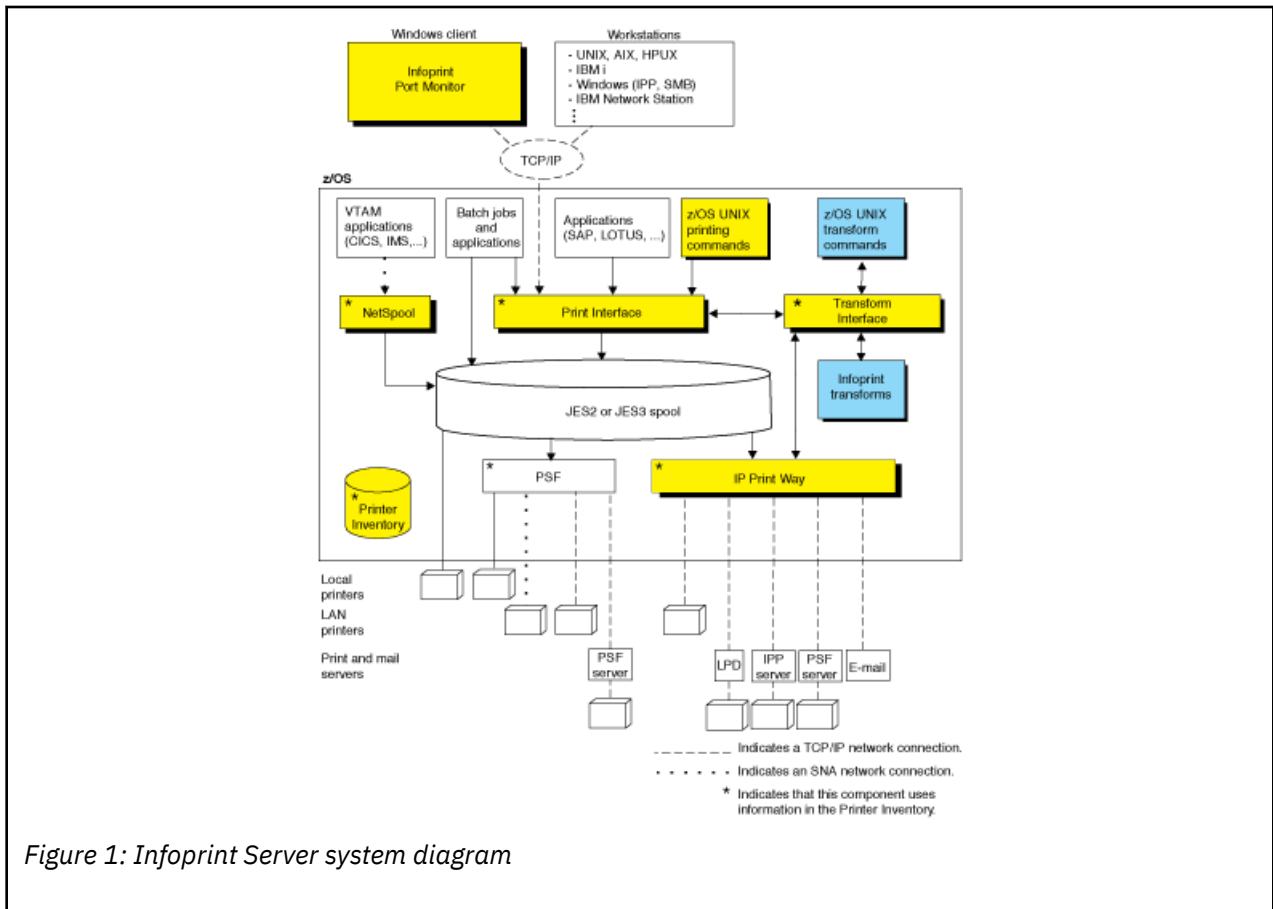 Windows client
Workstations
Infoprint
Port Monitor
- UNIX, AIX, HPUX
- IBM i
- Windows (IPP, SMB)
- IBM Network Station
TCP/IP
z/OS
VTAM
applications
(CICS, IMS,...)
Batch jobs
and
applications
Applications
(SAP, LOTUS, ...)
z/OS UNIX
printing
commands
z/OS UNIX
transform
commands
* NetSpool
* Print Interface
* Transform
Interface
Infoprint
transforms
JES2 or JES3 spool
* PSF
* IP Print Way
* Printer
Inventory
Local
printers
LAN
printers
Print and mail
servers
PSF
server
LPD
IPP
server
PSF
server
E-mail
Indicates a TCP/IP network connection.
Indicates an SNA network connection.
* Indicates that this component uses
information in the Printer Inventory.
Figure 1: Infoprint Server system diagram